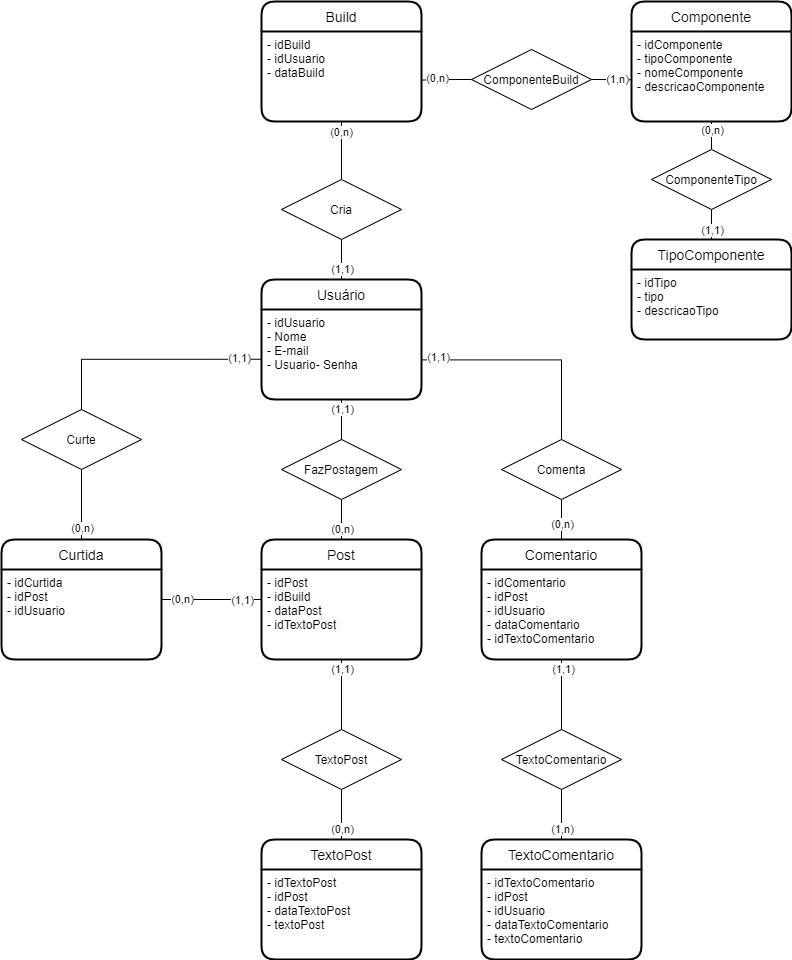 Build
- idBuild
- idUsuario
- dataBuild
(0,n)
ComponenteBuild
(1,n)
Componente
- idComponente
- tipoComponente
- nomeComponente
- descricaoComponente
(0,n)
ComponenteTipo
(1,1)
TipoComponente
- idTipo
- tipo
- descricaoTipo
(0,n)
Cria
(1,1)
Usuário
- idUsuario
- Nome
- E-mail
- Usuario- Senha
(1,1)
(1,1)
(1,1)
Curte
FazPostagem
Comenta
(0,n)
(0,n)
(0,n)
Curtida
- idCurtida
- idPost
- idUsuario
(0,n)
(1,1)
Post
- idPost
- idBuild
- dataPost
- idTextoPost
Comentario
- idComentario
- idPost
- idUsuario
- dataComentario
- idTextoComentario
(1,1)
(1,1)
TextoPost
TextoComentario
(0,n)
(1,n)
TextoPost
- idTextoPost
- idPost
- dataTextoPost
- textoPost
TextoComentario
- idTextoComentario
- idPost
- idUsuario
- dataTextoComentario
- textoComentario